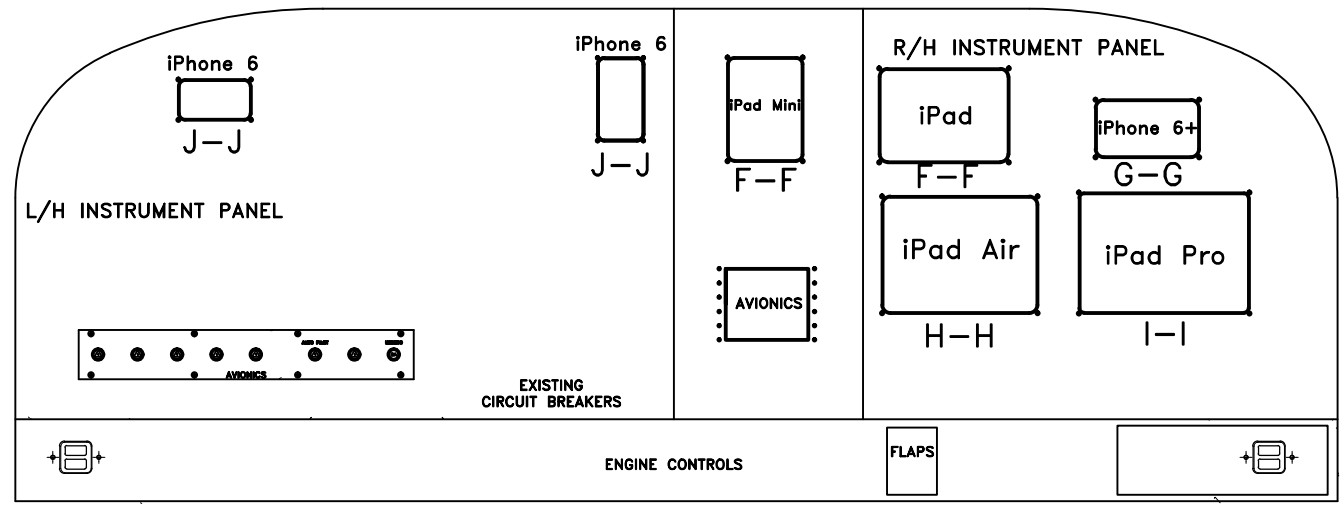 iPhone 6
J-J
iPhone 6
J-J
iPad Mini
F-F
R/H INSTRUMENT PANEL
iPad
F-F
iPhone 6+
G-G
L/H INSTRUMENT PANEL
AVIONICS
iPad Air
H-H
iPad Pro
I-I
AVIONICS
EXISTING
CIRCUIT BREAKERS
ENGINE CONTROLS
FLAPS